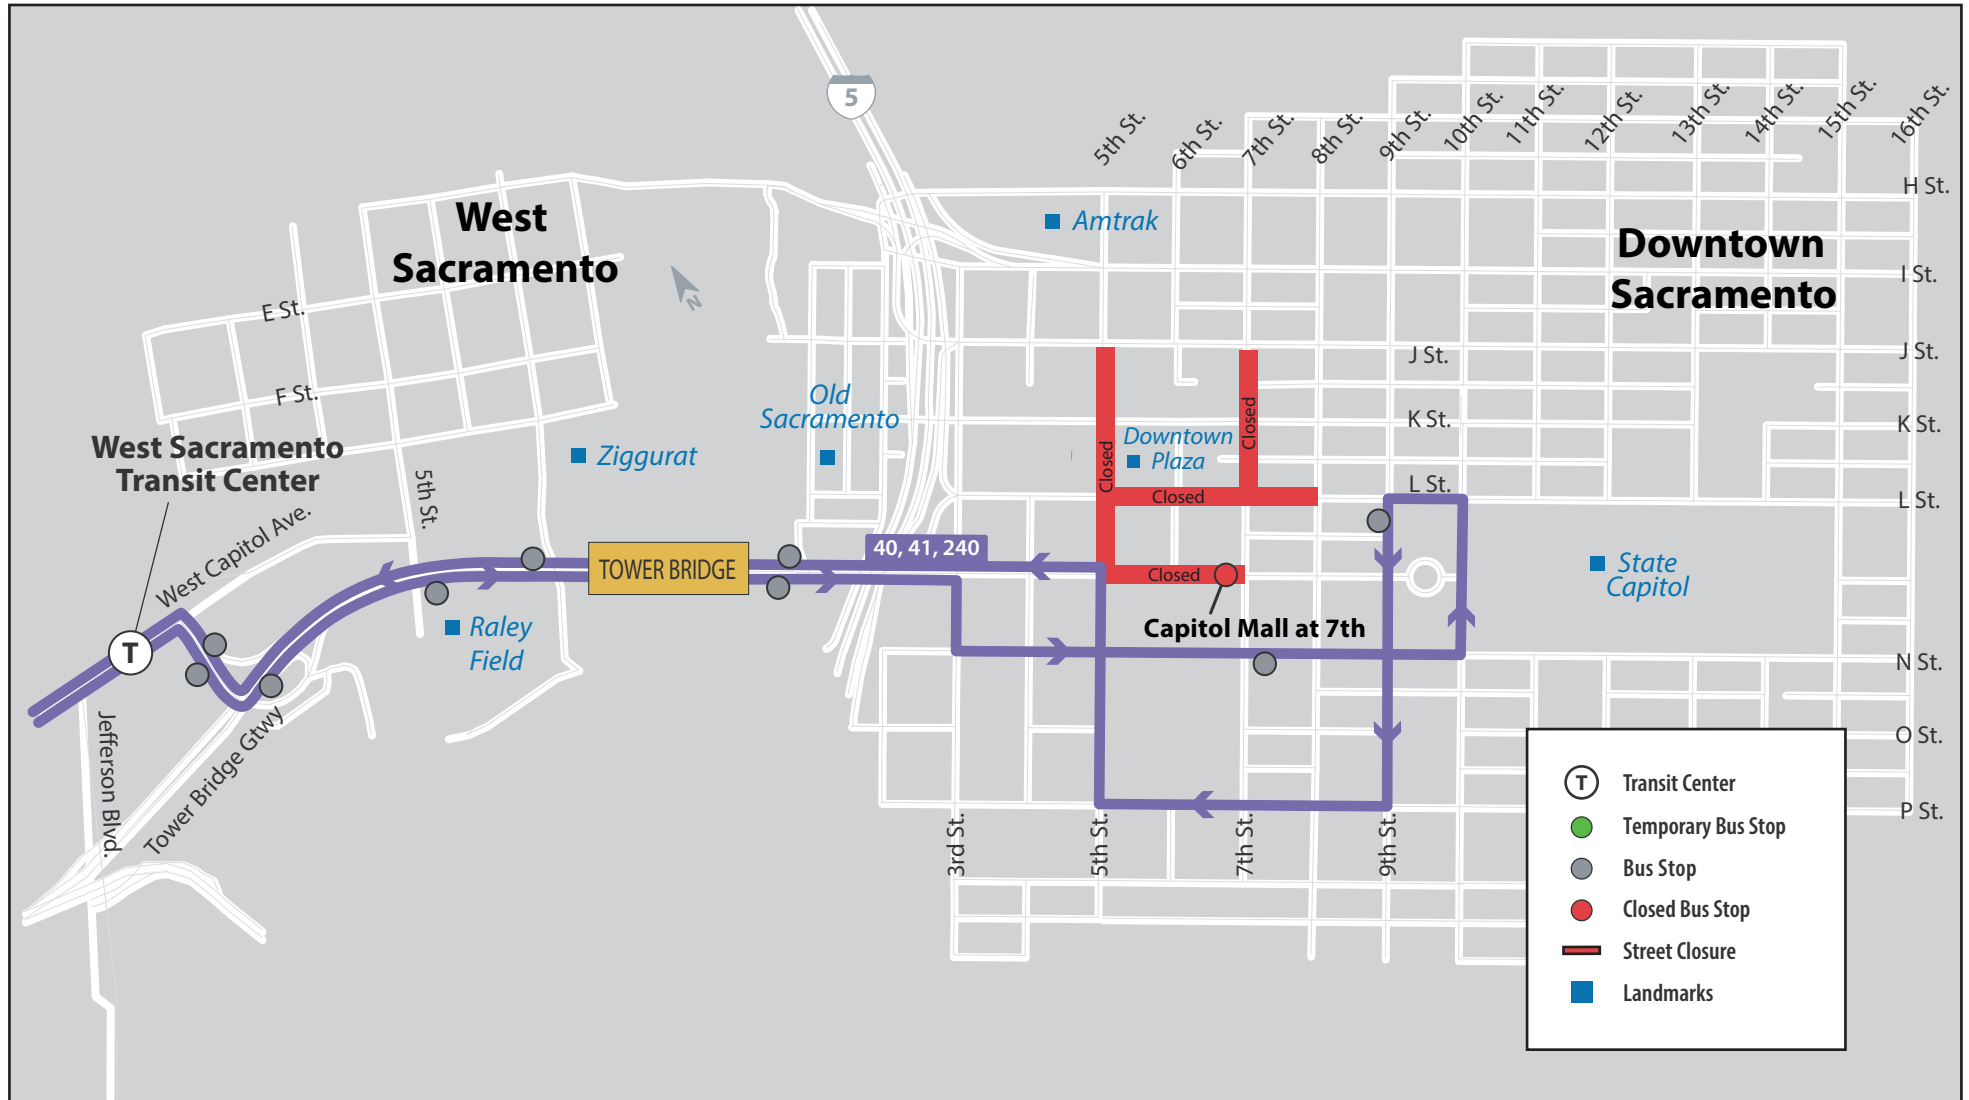 5
5th St.
6th St.
7th St.
8th St.
9th St.
10th St.
11th St.
12th St.
13th St.
14th St.
15th St.
16th St.
H St.
West
Sacramento
Amtrak
Downtown
Sacramento
I St.
N
E St.
F St.
J St.
J St.
Old
Sacramento
K St.
K St.
Closed
Closed
Downtown
Plaza
West Sacramento
Transit Center
Ziggurat
5th St.
L St.
L St.
Closed
West Capitol Ave.
40, 41, 240
TOWER BRIDGE
Closed
State
Capitol
Capitol Mall at 7th
Raley
Field
T
N St.
Jefferson Blvd.
Tower Bridge Gtwy
O St.
P St.
3rd St.
5th St.
7th St.
9th St.
T
Transit Center
Temporary Bus Stop
Bus Stop
Closed Bus Stop
Street Closure
Landmarks